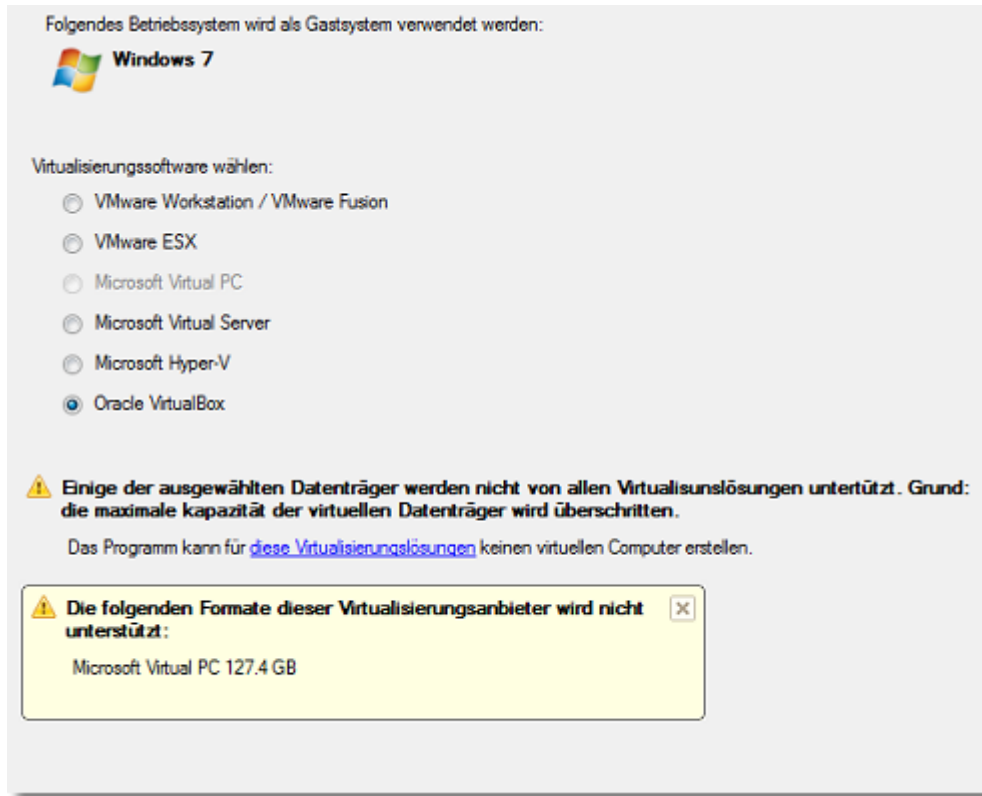 Folgendes Betriebssystem wird als Gastsystem verwendet werden:
Windows 7
Virtualisierungssoftware wählen:
VMware Workstation / VMware Fusion
VMware ESX
Microsoft Virtual PC
Microsoft Virtual Server
Microsoft Hyper-V
Oracle VirtualBox
Einige der ausgewählten Datenträger werden nicht von allen Virtualisunslösungen untertützt. Grund:
die maximale kapazität der virtuellen Datenträger wird überschritten.
Das Programm kann für diese Virtualisierungslösungen keinen virtuellen Computer erstellen.
Die folgenden Formate dieser Virtualisierungsanbieter wird nicht
unterstützt:
Microsoft Virtual PC 127.4 GB